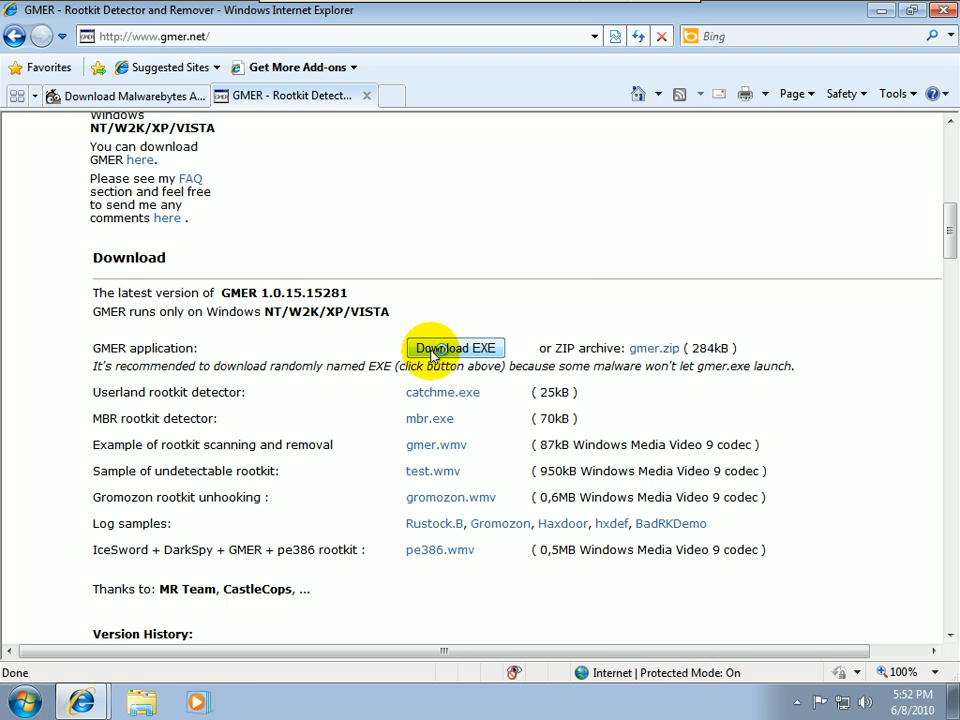 GMER - Rootkit Detector and Remover - Windows Internet Explorer
http://www.gmer.net/
Bing
Favorites
Suggested Sites
Get More Add-ons
Download Malwarebytes A...
GMER - Rootkit Detect...
Page
Safety
Tools
Windows
NT/W2K/XP/VISTA
You can download
GMER here.
Please see my FAQ
section and feel free
to send me any
comments here .
Download
The latest version of GMER 1.0.15.15281
GMER runs only on Windows NT/W2K/XP/VISTA
GMER application: Download EXE or ZIP archive: gmer.zip ( 284kB )
It's recommended to download randomly named EXE (click button above) because some malware won't let gmer.exe launch.
Userland rootkit detector: catchme.exe ( 25kB )
MBR rootkit detector: mbr.exe ( 70kB )
Example of rootkit scanning and removal gmer.wmv ( 87kB Windows Media Video 9 codec )
Sample of undetectable rootkit: test.wmv ( 950kB Windows Media Video 9 codec )
Gromozon rootkit unhooking : gromozon.wmv ( 0,6MB Windows Media Video 9 codec )
Log samples: Rustock.B, Gromozon, Haxdoor, hxdef, BadRKDemo
IceSword + DarkSpy + GMER + pe386 rootkit : pe386.wmv ( 0,5MB Windows Media Video 9 codec )
Thanks to: MR Team, CastleCops, ...
Version History:
Done
Internet | Protected Mode: On
100%
5:52 PM
6/8/2010